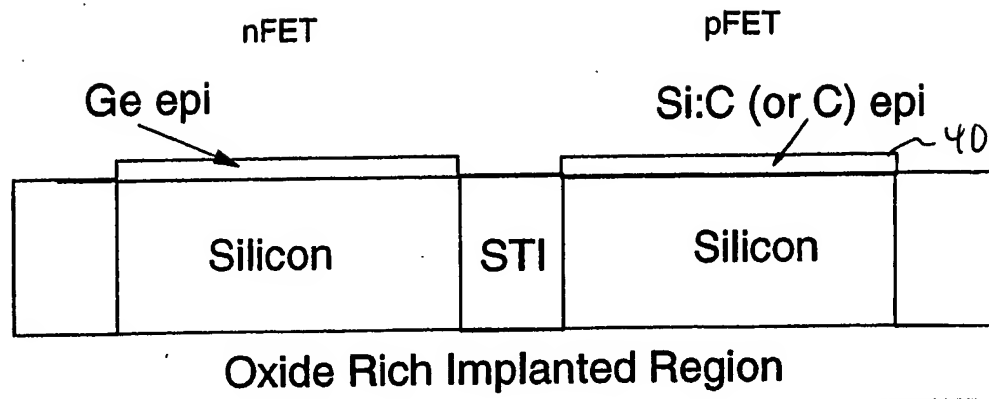 nFET
pFET
Ge epi
Si:C (or C) epi
40
Silicon
STI
Silicon
Oxide Rich Implanted Region